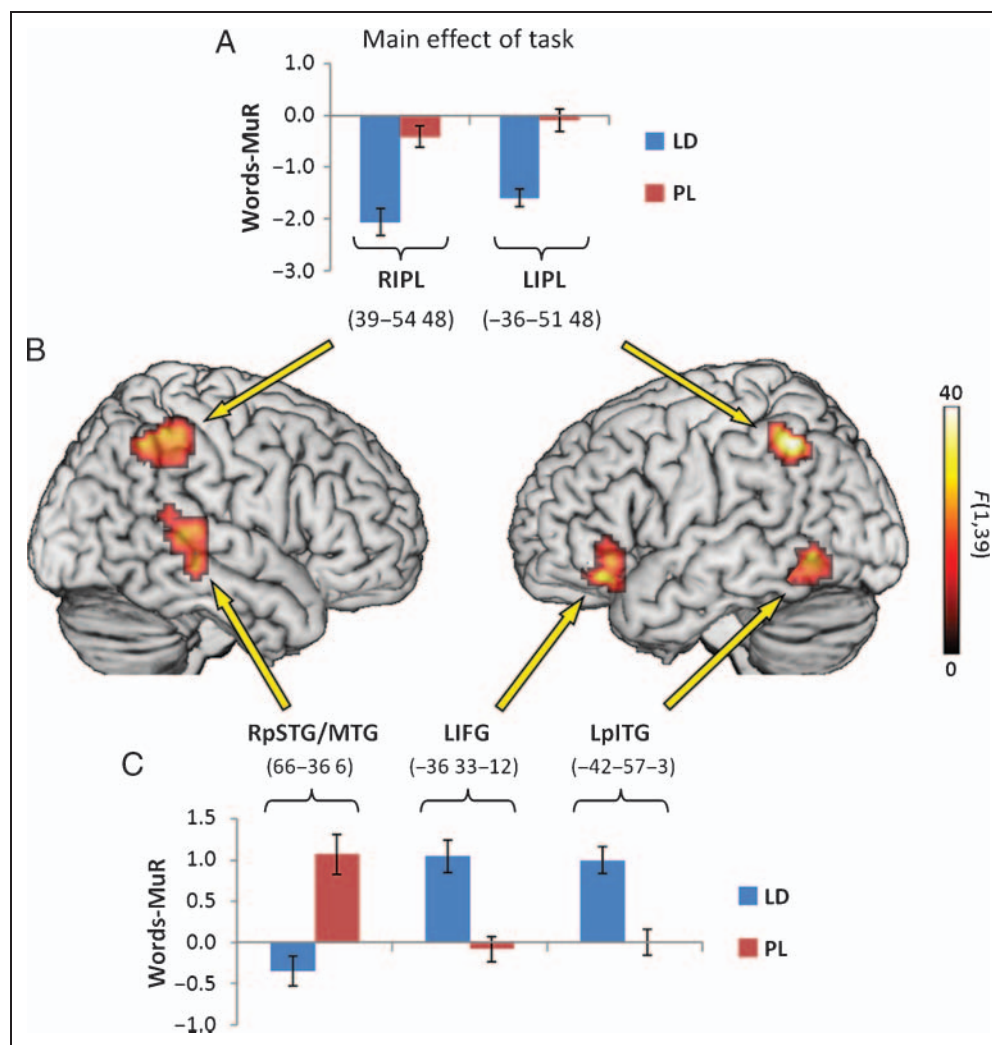 A Main effect of task
1.0
0.0
−1.0
−2.0
−3.0
Words-MuR
LD
PL
RIPL LIPL
(39−54 48) (−36−51 48)
B
40
F(1,39)
0
RpSTG/MTG LIFG LpITG
C (66−36 6) (−36 33−12) (−42−57−3)
1.5
1.0
0.5
0.0
−0.5
−1.0
Words-MuR
LD
PL